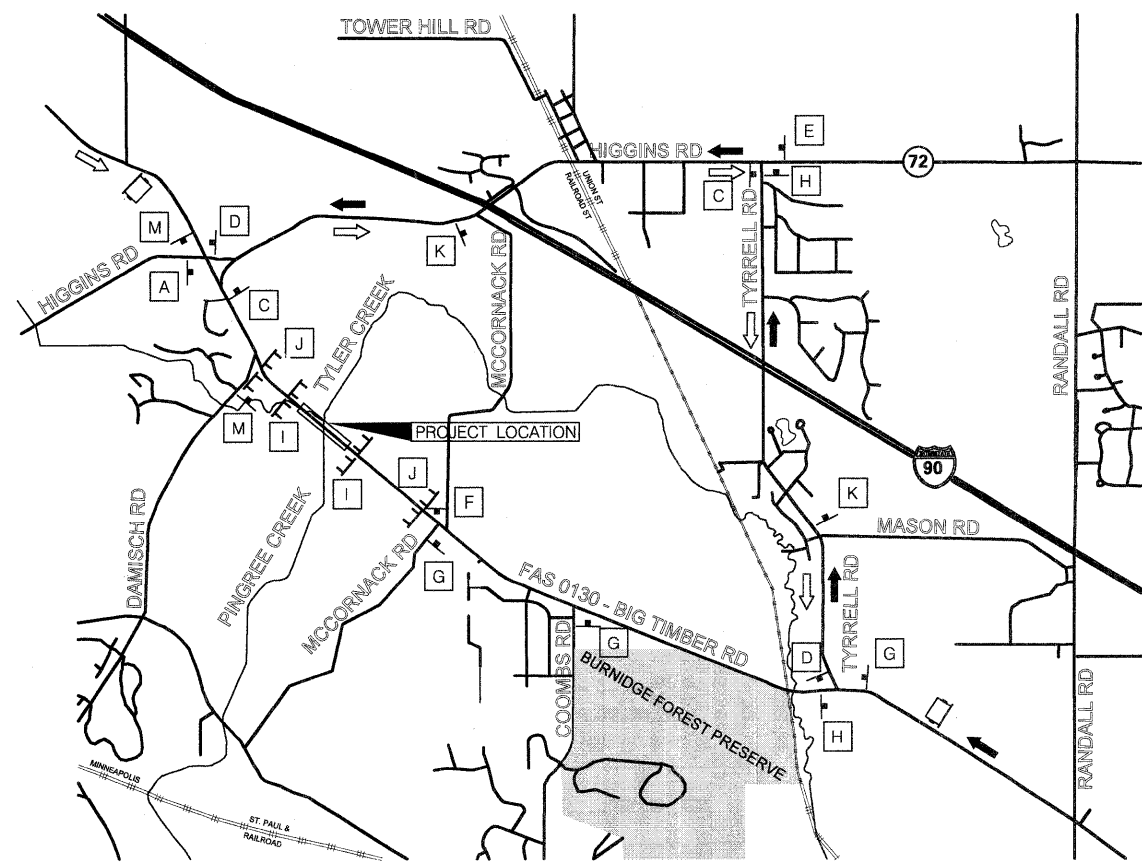 TOWER HILL RD
E
HIGGINS RD
72
C
H
UNION ST
RAILROAD ST
M
D
K
TYRRELL RD
HIGGINS RD
A
C
MCCORNACK RD
RANDALL RD
J
TYLER CREEK
M
I
PROJECT LOCATION
90
J
F
I
K
MASON RD
DAMISCH RD
PINGREE CREEK
MCCORNACK RD
G
FAS 0130 - BIG TIMBER RD
TYRRELL RD
COOMBS RD
G
D
G
BURNIDGE FOREST PRESERVE
H
RANDALL RD
MINNEAPOLIS
ST. PAUL &
RAILROAD